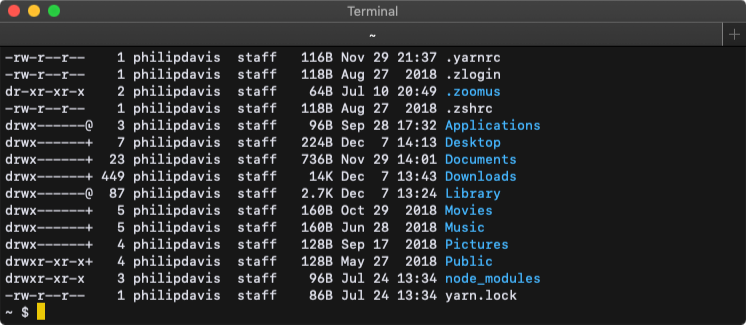 Terminal
~
-rw-r--r-- 1 philipdavis staff 116B Nov 29 21:37 .yarnrc
-rw-r--r-- 1 philipdavis staff 118B Aug 27 2018 .zlogin
dr-xr-xr-x 2 philipdavis staff 64B Jul 10 20:49 .zoomus
-rw-r--r-- 1 philipdavis staff 118B Aug 27 2018 .zshrc
drwx------@ 3 philipdavis staff 96B Sep 28 17:32 Applications
drwx------+ 7 philipdavis staff 224B Dec 7 14:13 Desktop
drwx------+ 23 philipdavis staff 736B Nov 29 14:01 Documents
drwx------+ 449 philipdavis staff 14K Dec 7 13:43 Downloads
drwx------@ 87 philipdavis staff 2.7K Dec 7 13:24 Library
drwx------+ 5 philipdavis staff 160B Oct 29 2018 Movies
drwx------+ 5 philipdavis staff 160B Jun 28 2018 Music
drwx------+ 4 philipdavis staff 128B Sep 17 2018 Pictures
drwxr-xr-x+ 4 philipdavis staff 128B May 27 2018 Public
drwxr-xr-x 3 philipdavis staff 96B Jul 24 13:34 node_modules
-rw-r--r-- 1 philipdavis staff 86B Jul 24 13:34 yarn.lock
~ $